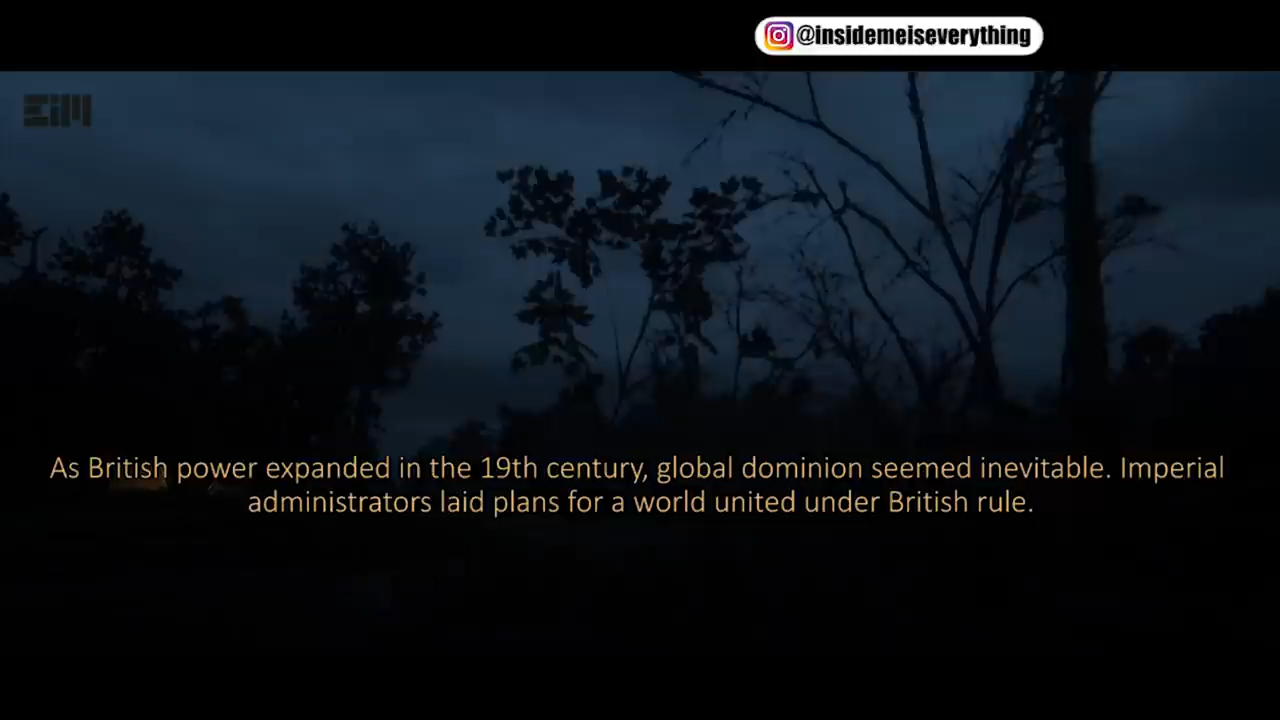 @insidemeiseverything
EiM
As British power expanded in the 19th century, global dominion seemed inevitable. Imperial
administrators laid plans for a world united under British rule.